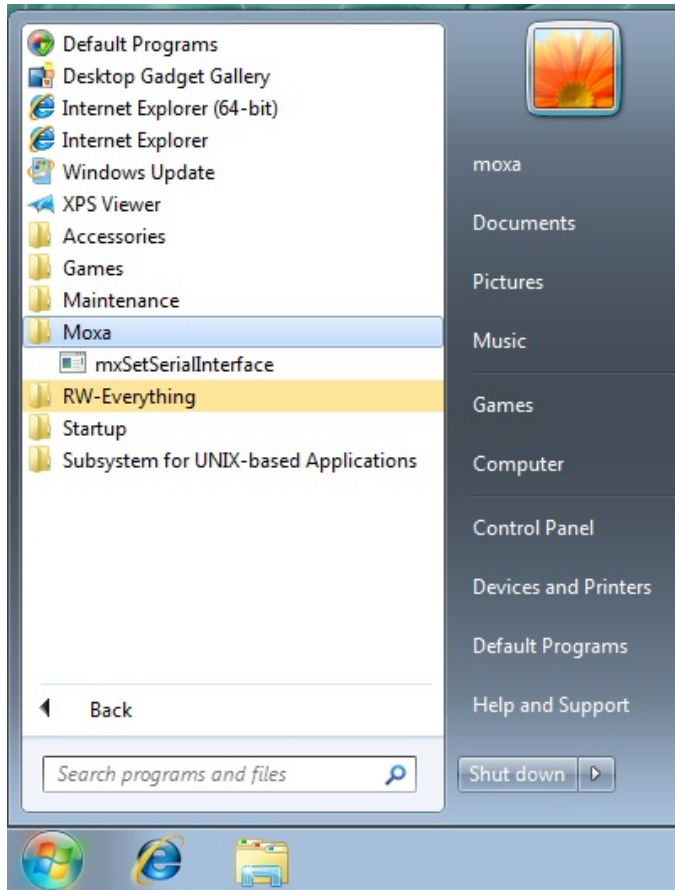 Default Programs
Desktop Gadget Gallery
Internet Explorer (64-bit)
Internet Explorer
Windows Update
XPS Viewer
Accessories
Games
Maintenance
Moxa
mxSetSerialInterface
RW-Everything
Startup
Subsystem for UNIX-based Applications
Back
Search programs and files
moxa
Documents
Pictures
Music
Games
Computer
Control Panel
Devices and Printers
Default Programs
Help and Support
Shut down